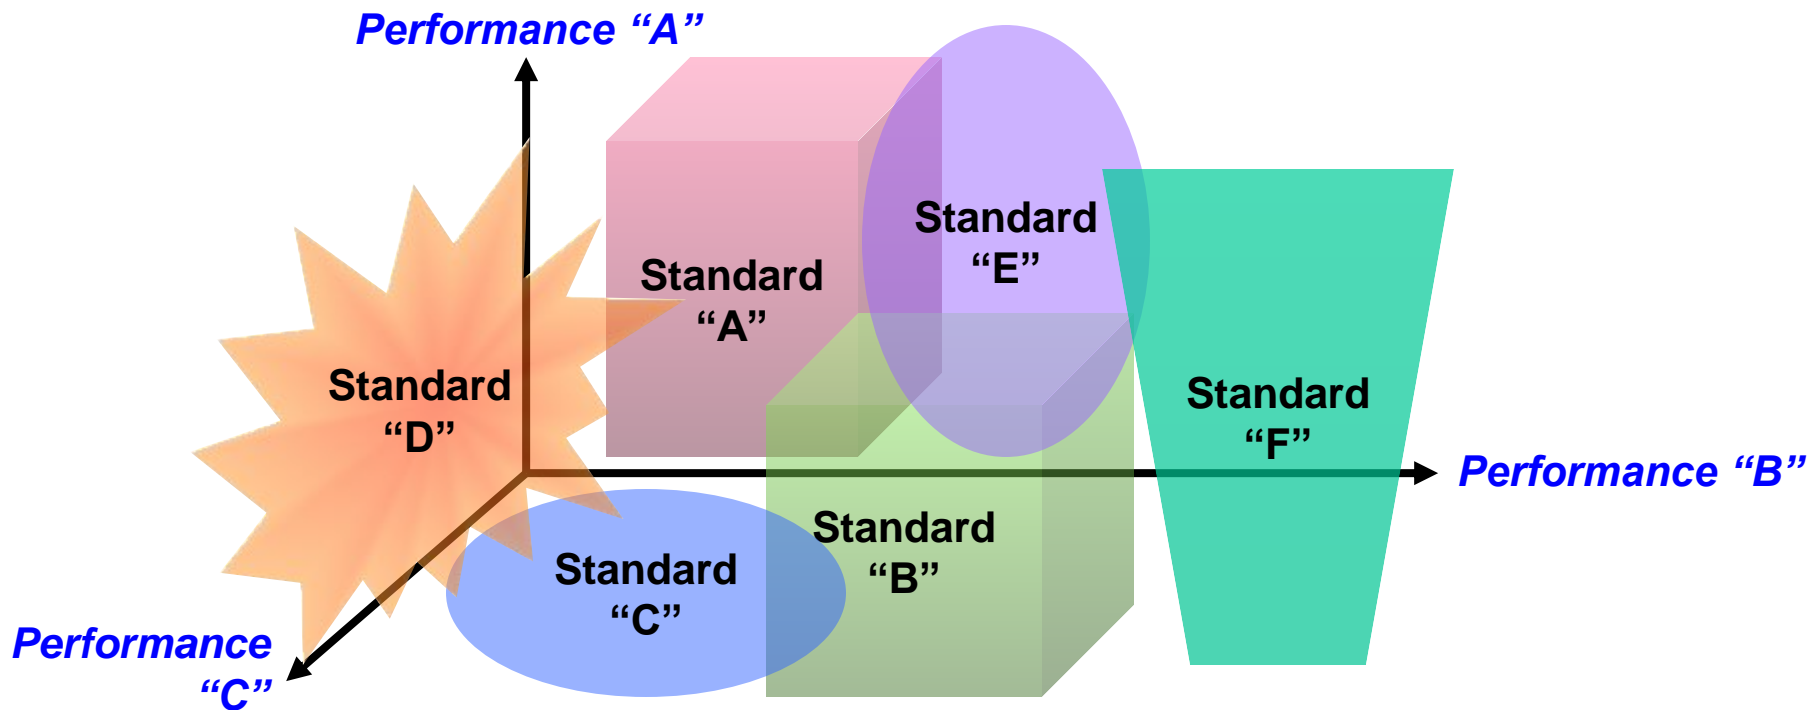 Performance “A”
Standard
“E”
Standard
“A”
Standard
“D”
Standard
“F”
Performance “B”
Standard
“B”
Standard
“C”
Performance
“C”